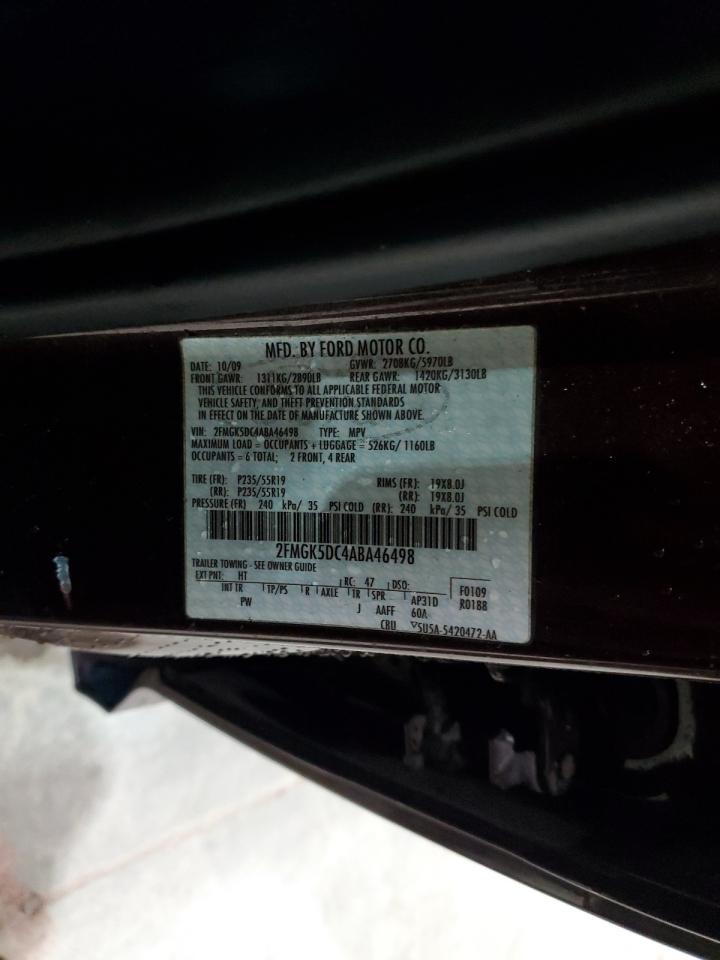 MFD. BY FORD MOTOR CO.
DATE: 10/09 GVWR: 2708KG/5970LB
FRONT GAWR: 1311KG/2890LB REAR GAWR: 1420KG/3130LB
THIS VEHICLE CONFORMS TO ALL APPLICABLE FEDERAL MOTOR
VEHICLE SAFETY, AND THEFT PREVENTION STANDARDS
IN EFFECT ON THE DATE OF MANUFACTURE SHOWN ABOVE.
VIN: 2FMGK5DC4ABA46498 TYPE: MPV
MAXIMUM LOAD = OCCUPANTS + LUGGAGE = 526KG/ 1160LB
OCCUPANTS = 6 TOTAL; 2 FRONT, 4 REAR
TIRE (FR): P235/55R19 RIMS (FR): 19X8.0J
(RR): P235/55R19 (RR): 19X8.0J
PRESSURE (FR) 240 kPa/ 35 PSI COLD (RR): 240 kPa/ 35 PSI COLD
2FMGK5DC4ABA46498
TRAILER TOWING - SEE OWNER GUIDE
EXT PNT: HT RC: 47 DSO: F0109
INT TR TP/PS R AXLE TR SPR AP31D R0188
PW J AAFF 60A
CBU 5U5A-5420472-AA